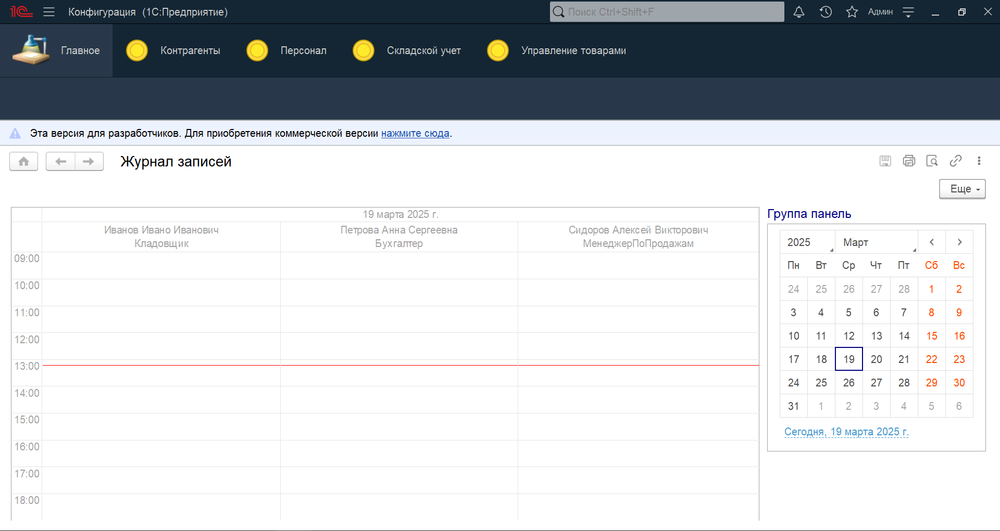 1С Конфигурация (1С:Предприятие) Поиск Ctrl+Shift+F Админ
Главное Контрагенты Персонал Складской учет Управление товарами
Эта версия для разработчиков. Для приобретения коммерческой версии нажмите сюда.
Журнал записей
Еще
19 марта 2025 г.
Иванов Ивано Иванович
Кладовщик
Петрова Анна Сергеевна
Бухгалтер
Сидоров Алексей Викторович
МенеджерПоПродажам
09:00
10:00
11:00
12:00
13:00
14:00
15:00
16:00
17:00
18:00
Группа панель
2025 Март
Пн Вт Ср Чт Пт Сб Вс
24 25 26 27 28 1 2
3 4 5 6 7 8 9
10 11 12 13 14 15 16
17 18 19 20 21 22 23
24 25 26 27 28 29 30
31 1 2 3 4 5 6
Сегодня, 19 марта 2025 г.